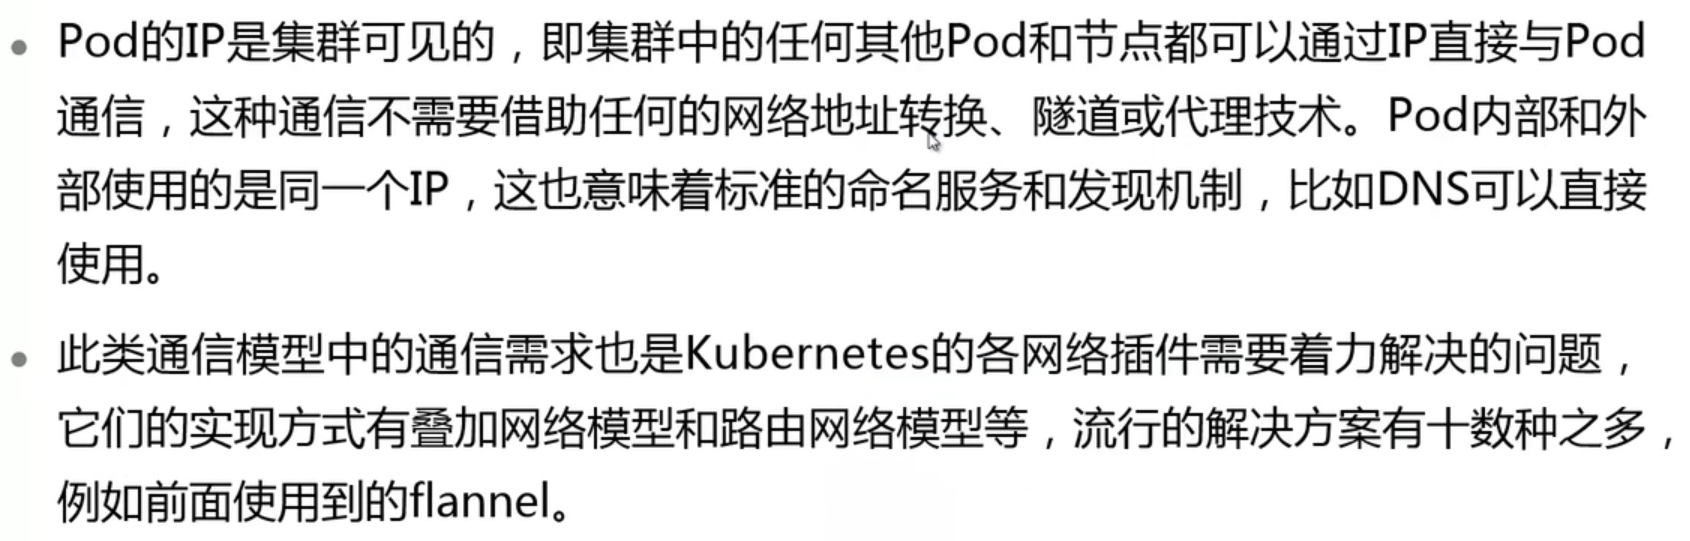 Pod的IP是集群可见的，即集群中的任何其他Pod和节点都可以通过IP直接与Pod
通信，这种通信不需要借助任何的网络地址转换、隧道或代理技术。Pod内部和外
部使用的是同一个IP，这也意味着标准的命名服务和发现机制，比如DNS可以直接
使用。
此类通信模型中的通信需求也是Kubernetes的各网络插件需要着力解决的问题，
它们的实现方式有叠加网络模型和路由网络模型等，流行的解决方案有十数种之多，
例如前面使用到的flannel。